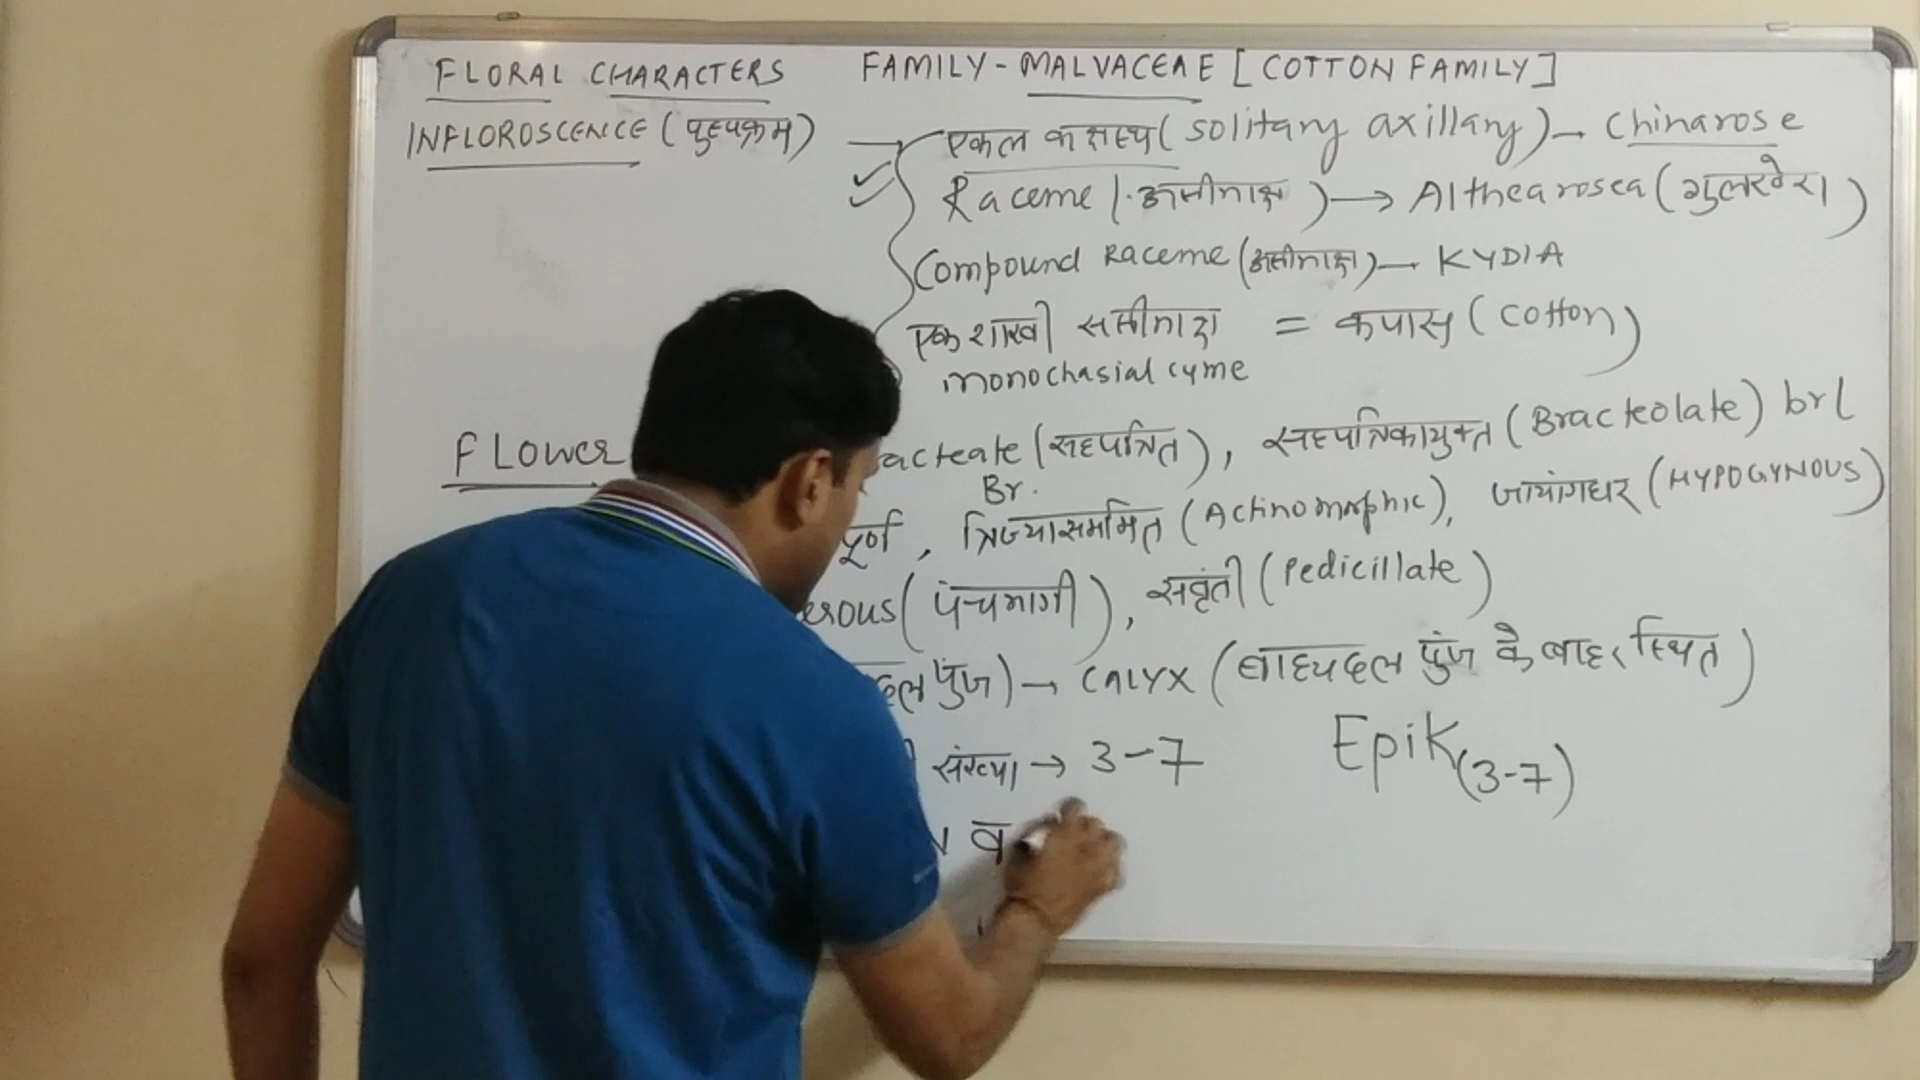 FLORAL CHARACTERS FAMILY - MALVACEAE [COTTON FAMILY]
INFLOROSCENCE (पुष्पक्रम) → एकल कक्षस्थ (solitary axillary) → Chinarose
Raceme (असीमाक्ष) → Althearosea (गुलखेरा)
Compound Raceme (असीमाक्ष) → KYDIA
एकशाखी ससीमाक्ष = कपास (cotton)
monochasial cyme
FLower acteate (सहपत्रित), सहपत्रिकायुक्त (Bracteolate) brl
Br.
पूर्ण, त्रिज्यासममित (Actinomorphic), जायांगधर (HYPOGYNOUS)
erous (पंचभागी), सवृंती (Pedicillate)
दलपुंज) → CALYX (बाह्यदल पुंज के बाहर स्थित)
संख्या → 3-7 EpiK(3-7)
व